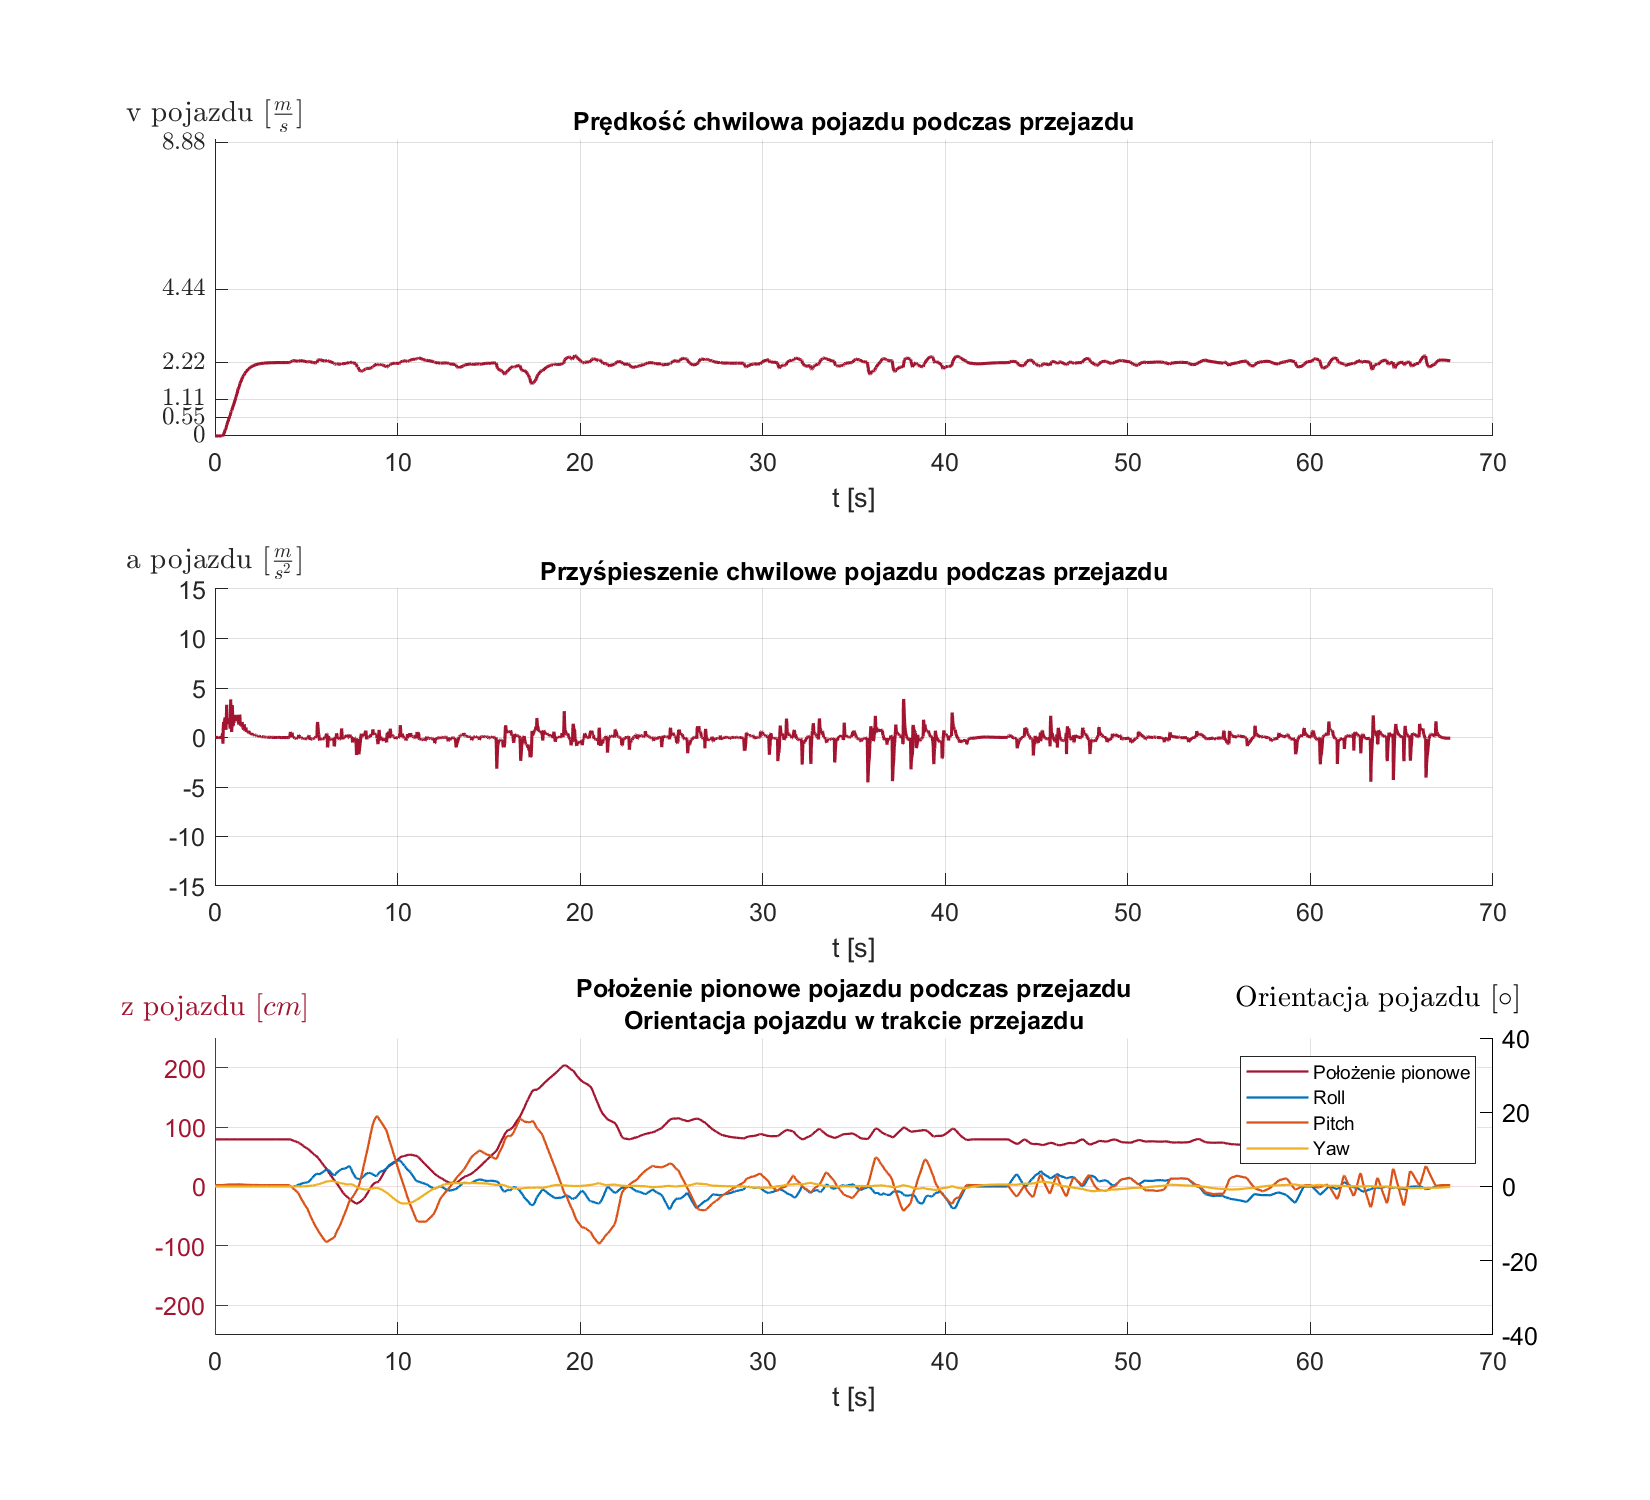 v pojazdu [m/s]
Prędkość chwilowa pojazdu podczas przejazdu
8.88
4.44
2.22
1.11
0.55
0
0 10 20 30 40 50 60 70
t [s]
a pojazdu [m/s²]
Przyśpieszenie chwilowe pojazdu podczas przejazdu
15
10
5
0
-5
-10
-15
0 10 20 30 40 50 60 70
t [s]
Położenie pionowe pojazdu podczas przejazdu
z pojazdu [cm]
Orientacja pojazdu [∘]
Orientacja pojazdu w trakcie przejazdu
200
100
0
-100
-200
40
20
0
-20
-40
Położenie pionowe
Roll
Pitch
Yaw
0 10 20 30 40 50 60 70
t [s]